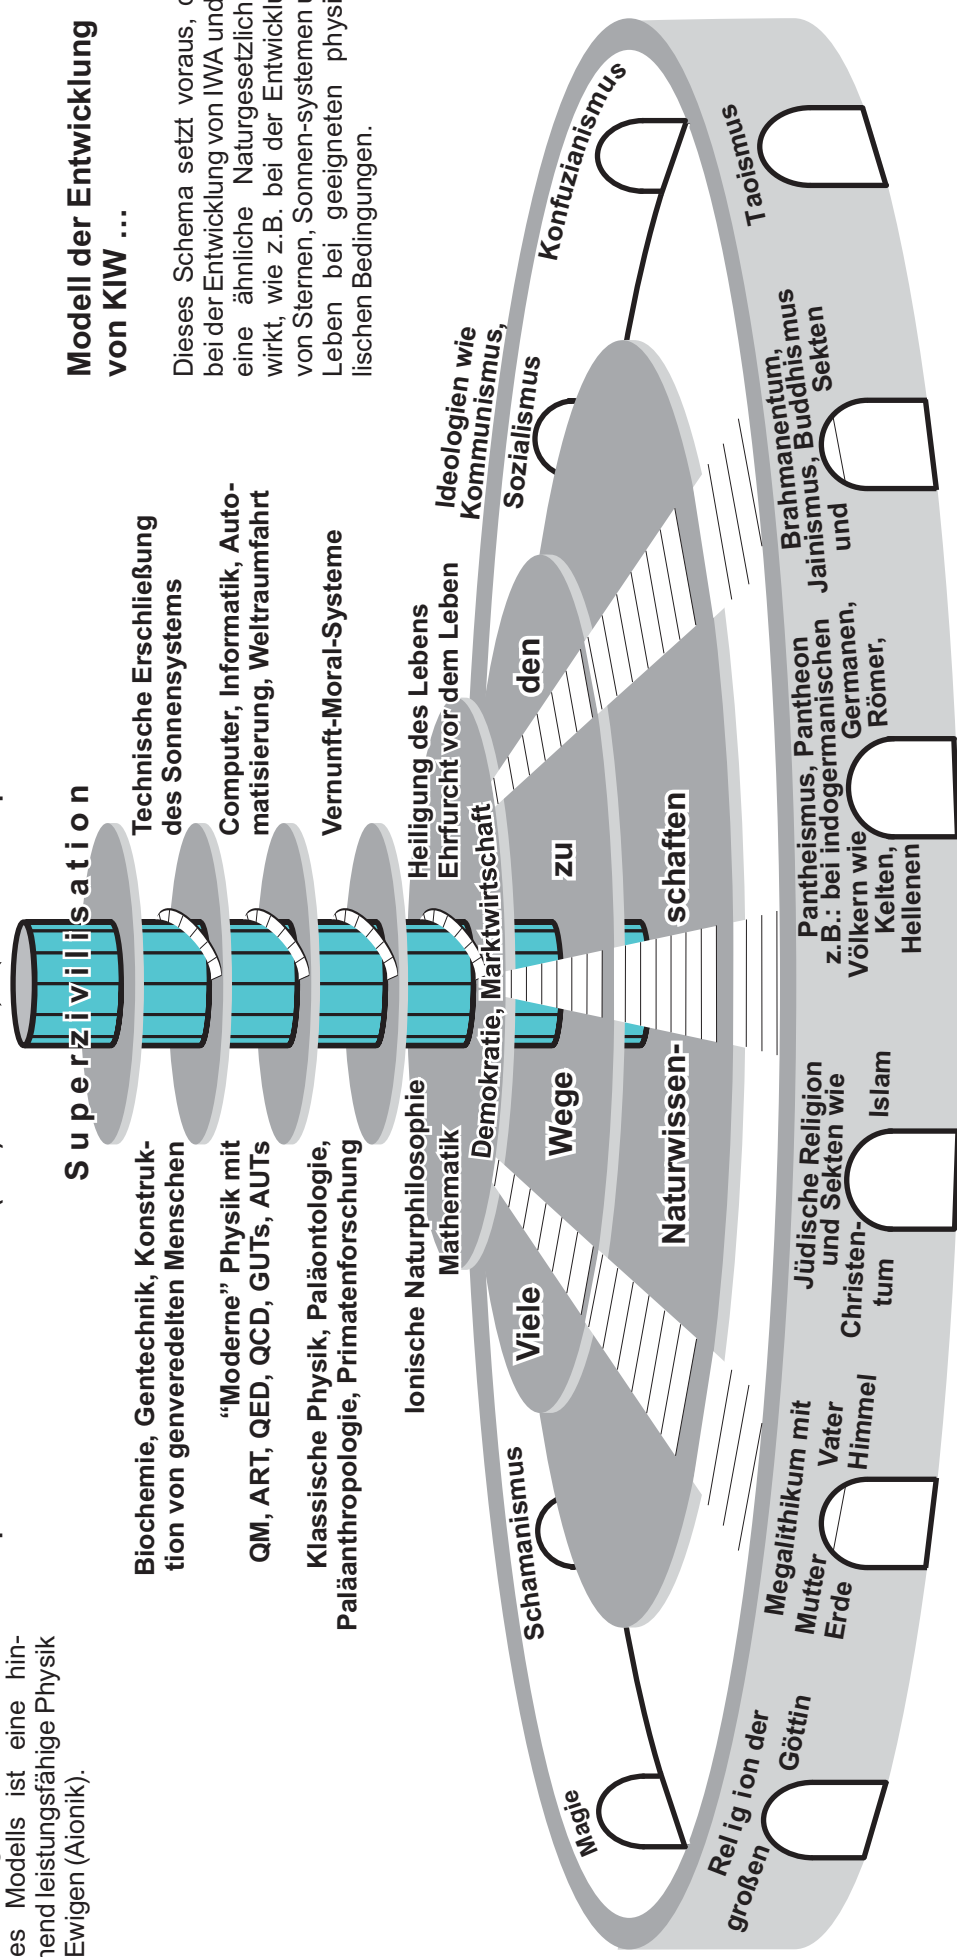 es Modells ist eine hin-
nend leistungsfähige Physik
Ewigen (Aionik).
Modell der Entwicklung
von KIW ...
Dieses Schema setzt voraus,
bei der Entwicklung von IWA und
eine ähnliche Naturgesetzlich
wirkt, wie z.B. bei der Entwickl
von Sternen, Sonnen-systemen u
Leben bei geeigneten physi
lischen Bedingungen.
Superzivilisation
Biochemie, Gentechnik, Konstruk-
tion von genveredelten Menschen
Technische Erschließung
des Sonnensystems
“Moderne” Physik mit
QM, ART, QED, QCD, GUTs, AUTs
Computer, Informatik, Auto-
matisierung, Weltraumfahrt
Klassische Physik, Paläontologie,
Paläanthropologie, Primatenforschung
Vernunft-Moral-Systeme
Ionische Naturphilosophie
Mathematik
Heiligung des Lebens
Ehrfurcht vor dem Leben
Demokratie, Marktwirtschaft
Viele Wege zu den
Naturwissen- schaften
Magie
Schamanismus
Ideologien wie
Kommunismus,
Sozialismus
Konfuzianismus
Religion der
großen Göttin
Megalithikum mit
Mutter Vater
Erde Himmel
Jüdische Religion
und Sekten wie
Christen- Islam
tum
Pantheismus, Pantheon
z.B.: bei indogermanischen
Völkern wie Germanen,
Kelten, Römer,
Hellenen
Brahmanentum,
Jainismus, Buddhismus
und Sekten
Taoismus